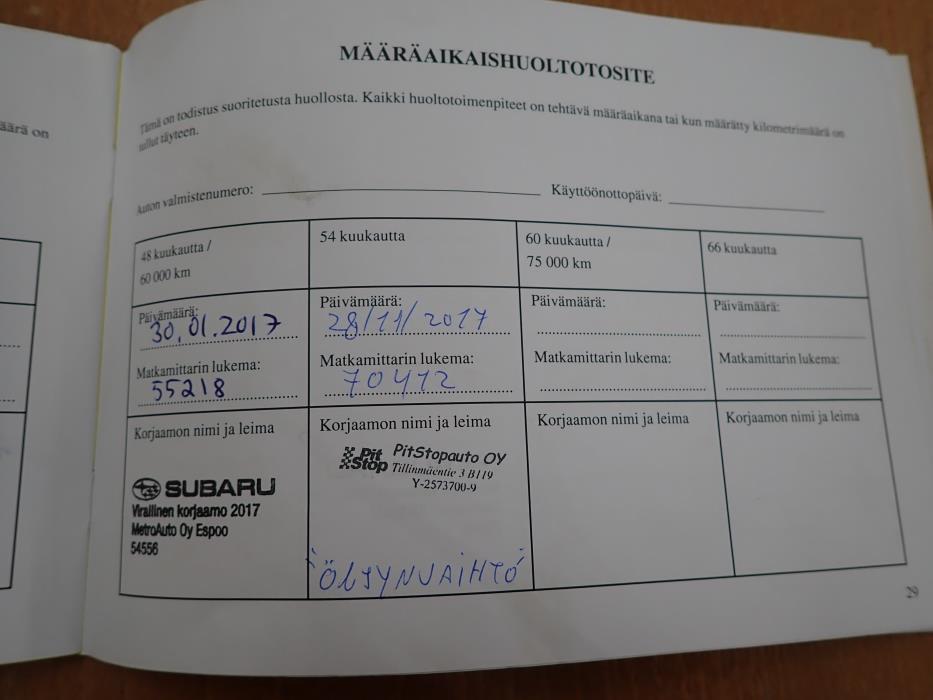 äärä on
MÄÄRÄAIKAISHUOLTOTOSITE
Tämä on todistus suoritetusta huollosta. Kaikki huoltotoimenpiteet on tehtävä määräaikana tai kun määrätty kilometrimäärä on
tullut täyteen.
Auton valmistenumero:
Käyttöönottopäivä:
48 kuukautta /
60 000 km
54 kuukautta
60 kuukautta /
75 000 km
66 kuukautta
Päivämäärä:
30.01.2017
Matkamittarin lukema:
55218
Päivämäärä:
28/11/2017
Matkamittarin lukema:
70412
Päivämäärä:
Matkamittarin lukema:
Päivämäärä:
Matkamittarin lukema:
Korjaamon nimi ja leima
SUBARU
Virallinen korjaamo 2017
MetroAuto Oy Espoo
54556
Korjaamon nimi ja leima
Pit Stop
PitStopauto OY
Tillinmäentie 3 B119
Y-2573700-9
ÖLJYNVAIHTO
Korjaamon nimi ja leima
Korjaamon nimi ja leima
29